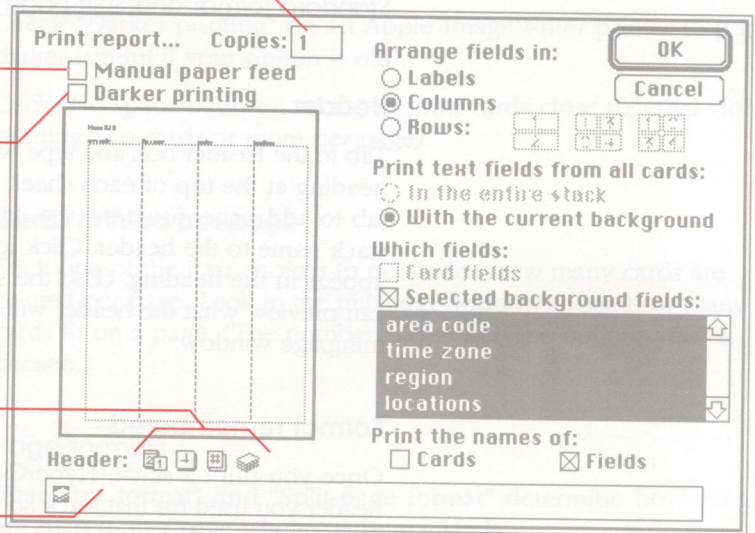 Print report... Copies: 1
Manual paper feed
Darker printing
Header:
Arrange fields in:
Labels
Columns
Rows:
OK
Cancel
Print text fields from all cards:
In the entire stack
With the current background
Which fields:
Card fields
Selected background fields:
area code
time zone
region
locations
Print the names of:
Cards
Fields